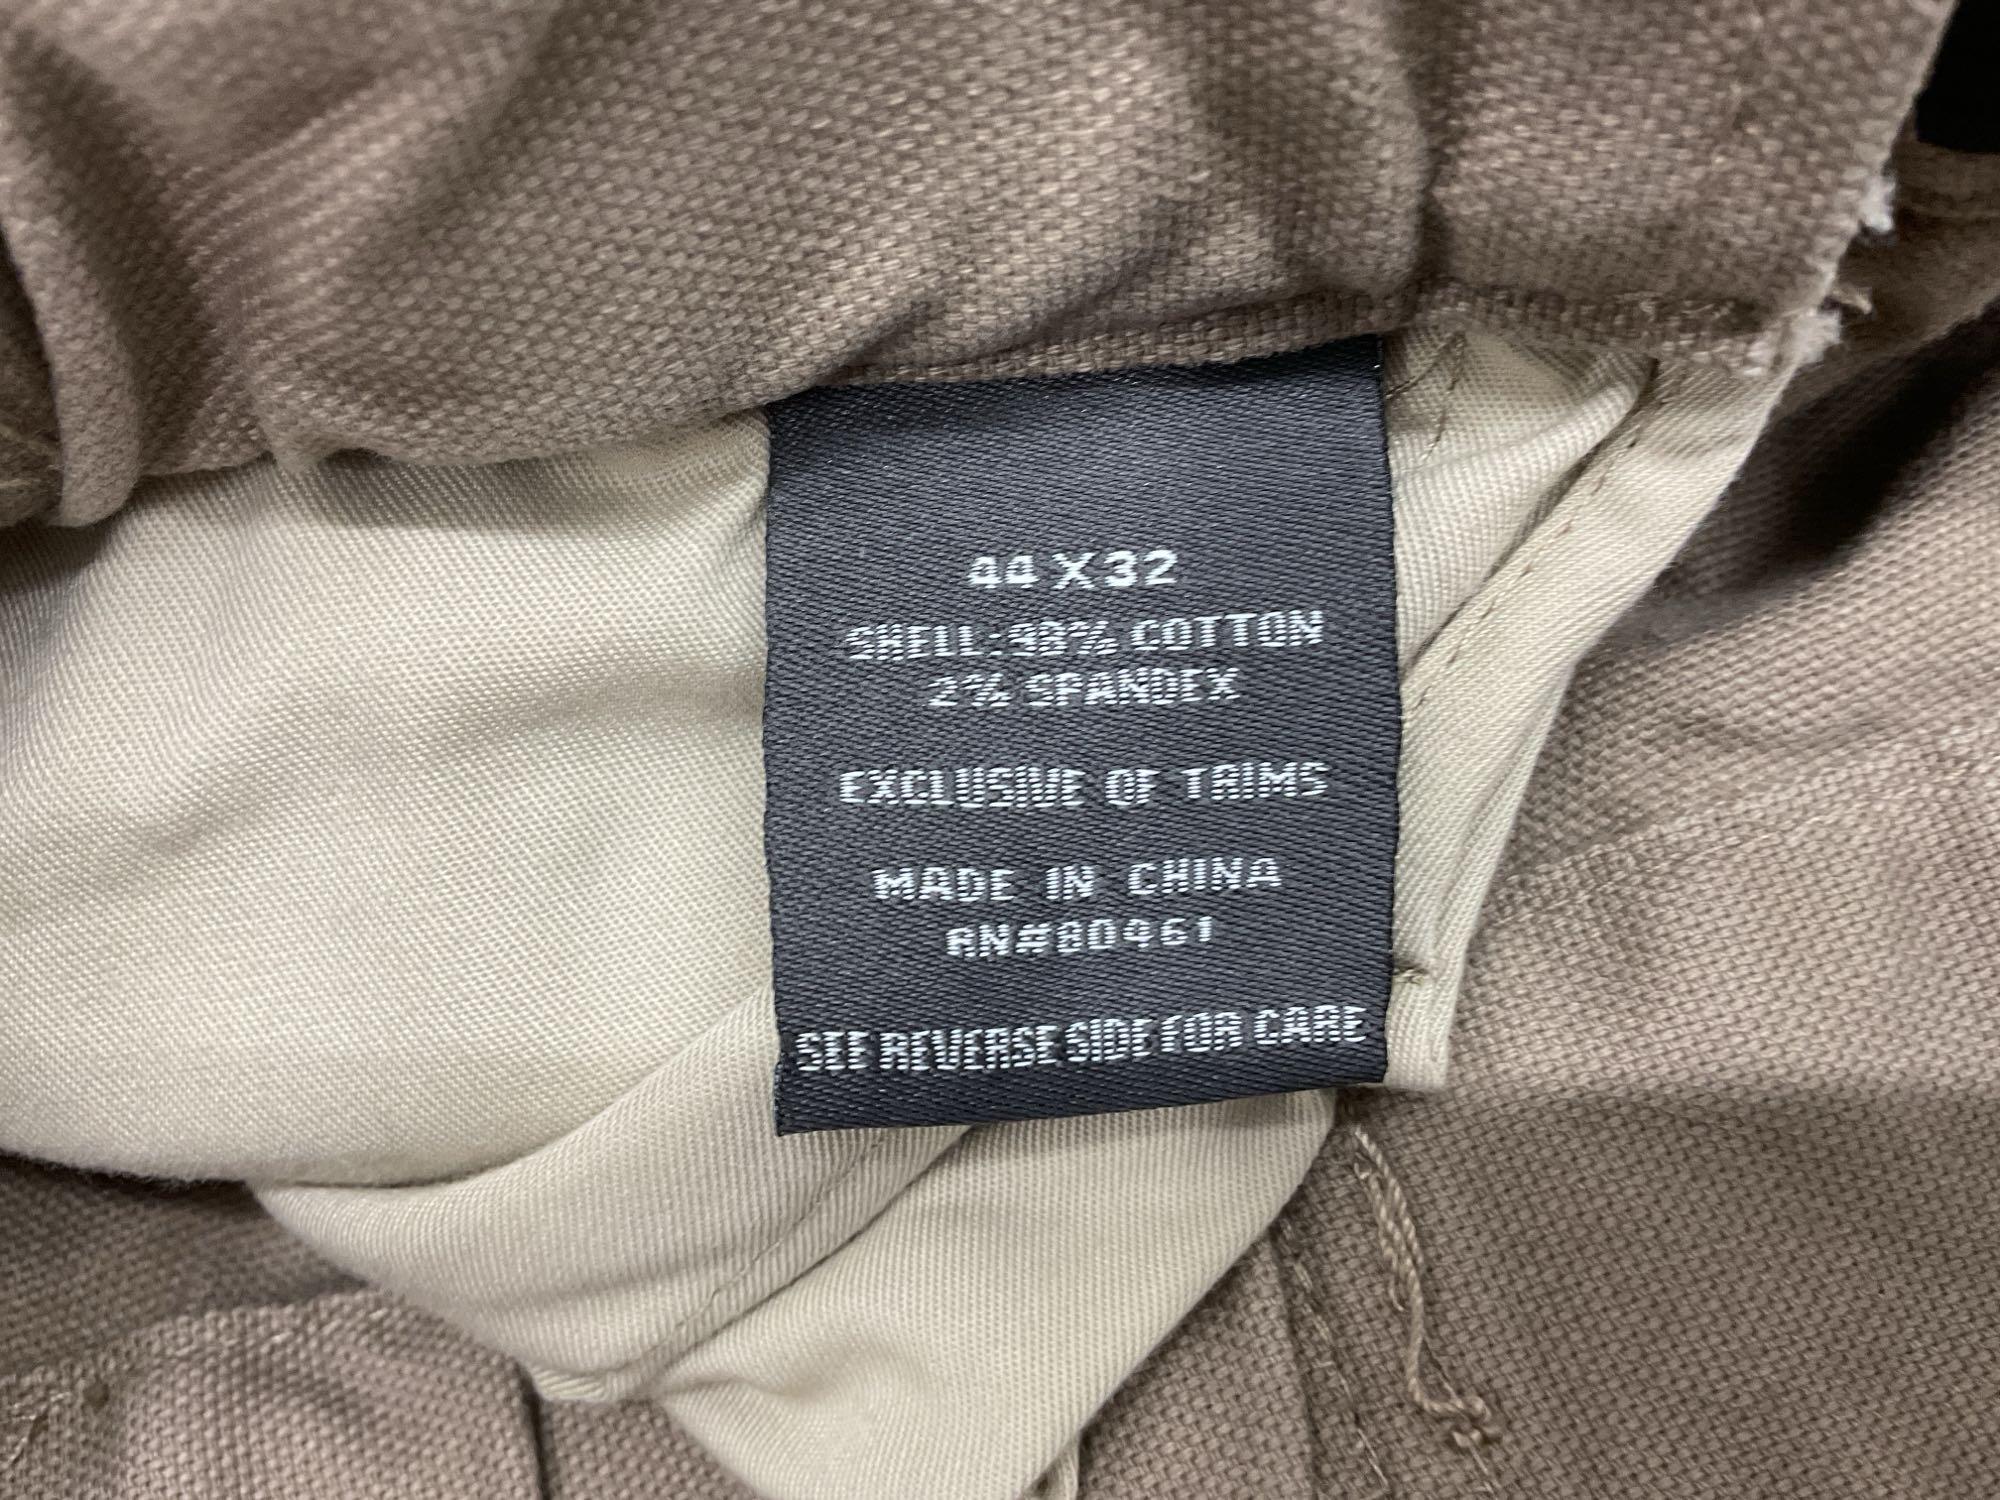 44 X 32
SHELL:98% COTTON
2% SPANDEX
EXCLUSIVE OF TRIMS
MADE IN CHINA
RN#80461
SEE REVERSE SIDE FOR CARE